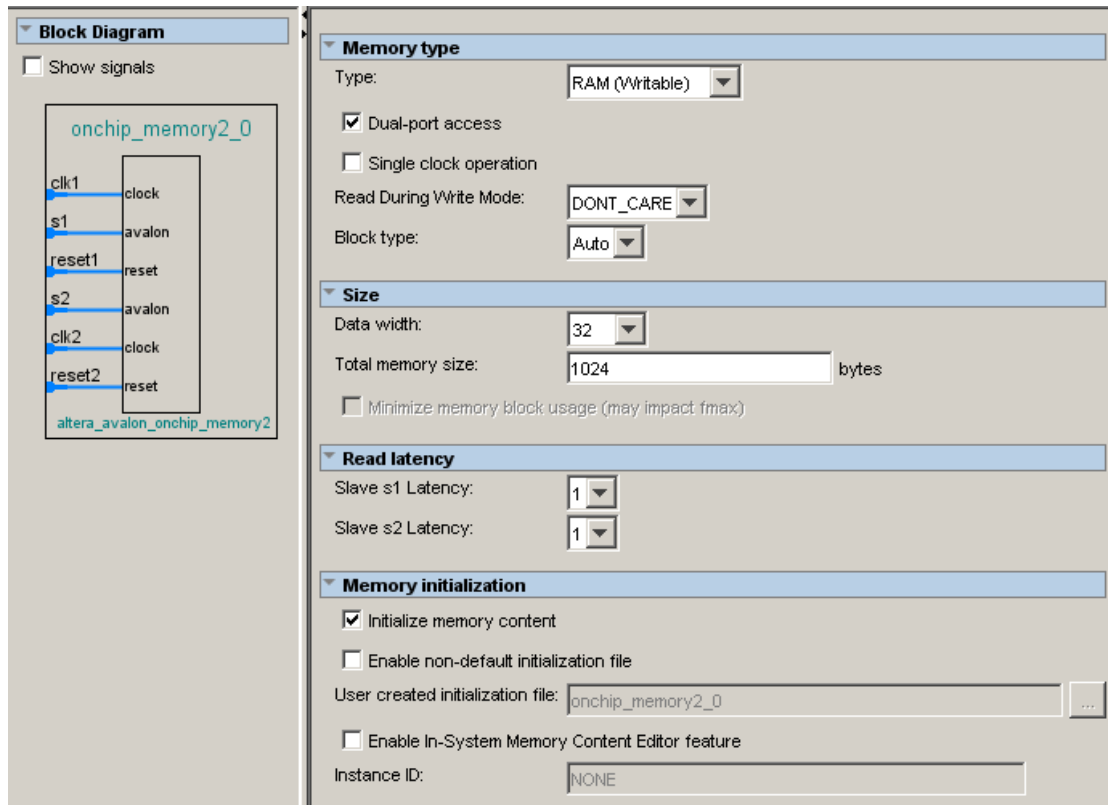 Block Diagram
Show signals
onchip_memory2_0
clk1
clock
s1
avalon
reset1
reset
s2
avalon
clk2
clock
reset2
reset
altera_avalon_onchip_memory2
Memory type
Type: RAM (Writable)
Dual-port access
Single clock operation
Read During Write Mode: DONT_CARE
Block type: Auto
Size
Data width: 32
Total memory size: 1024 bytes
Minimize memory block usage (may impact fmax)
Read latency
Slave s1 Latency: 1
Slave s2 Latency: 1
Memory initialization
Initialize memory content
Enable non-default initialization file
User created initialization file: onchip_memory2_0 ...
Enable In-System Memory Content Editor feature
Instance ID: NONE